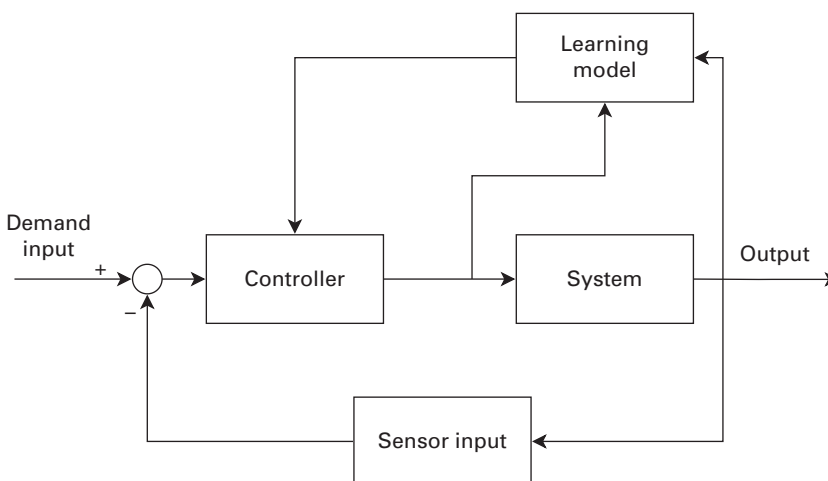 Learning
model
Demand
input
+
−
Controller
System
Output
Sensor input